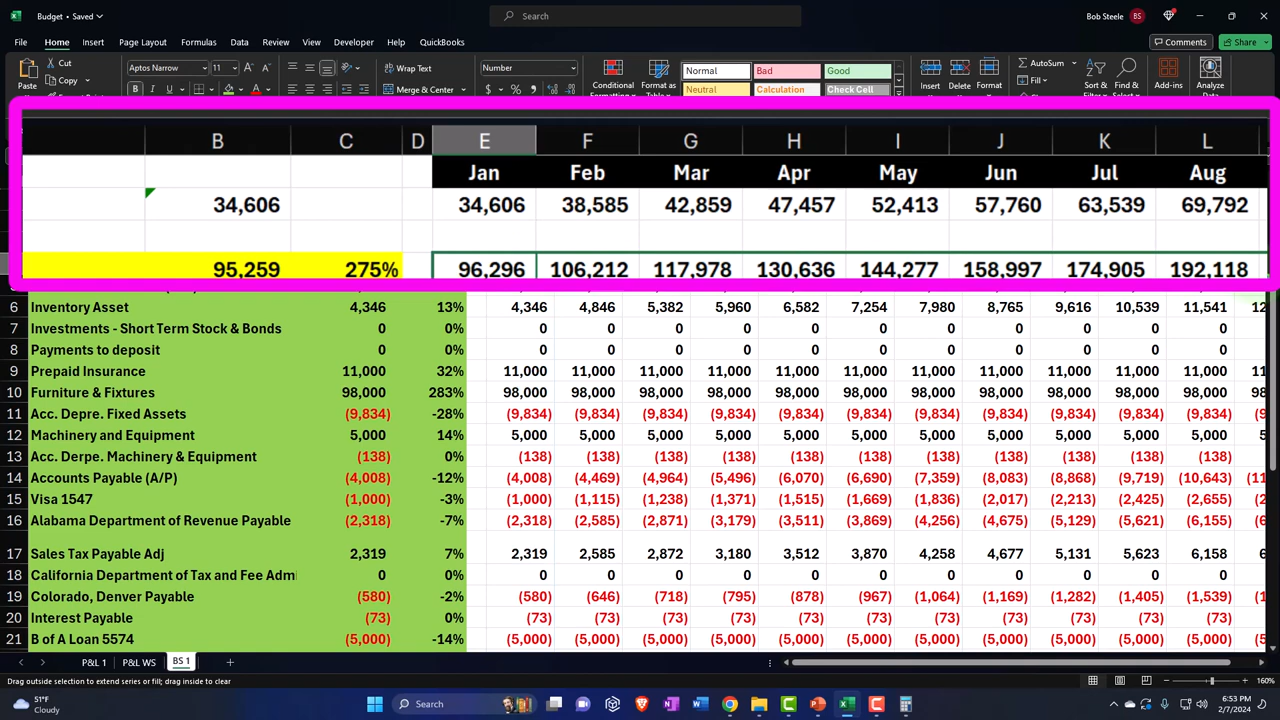 Budget • Saved
Search
Bob Steele BS
File Home Insert Page Layout Formulas Data Review View Developer Help QuickBooks Comments Share
Paste Cut Aptos Narrow 11 Wrap Text Number Conditional Format as Normal Bad Good Insert Delete Format AutoSum Sort & Find & Add-ins Analyze
Copy B I U Merge & Center $ % Neutral Calculation Check Cell Fill Data
B C D E F G H I J K L
Jan Feb Mar Apr May Jun Jul Aug
34,606 34,606 38,585 42,859 47,457 52,413 57,760 63,539 69,792
95,259 275% 96,296 106,212 117,978 130,636 144,277 158,997 174,905 192,118
6 Inventory Asset 4,346 13% 4,346 4,846 5,382 5,960 6,582 7,254 7,980 8,765 9,616 10,539 11,541 12
7 Investments - Short Term Stock & Bonds 0 0% 0 0 0 0 0 0 0 0 0 0 0
8 Payments to deposit 0 0% 0 0 0 0 0 0 0 0 0 0 0
9 Prepaid Insurance 11,000 32% 11,000 11,000 11,000 11,000 11,000 11,000 11,000 11,000 11,000 11,000 11,000 11
10 Furniture & Fixtures 98,000 283% 98,000 98,000 98,000 98,000 98,000 98,000 98,000 98,000 98,000 98,000 98,000 98
11 Acc. Depre. Fixed Assets (9,834) -28% (9,834) (9,834) (9,834) (9,834) (9,834) (9,834) (9,834) (9,834) (9,834) (9,834) (9,834) (9
12 Machinery and Equipment 5,000 14% 5,000 5,000 5,000 5,000 5,000 5,000 5,000 5,000 5,000 5,000 5,000 5
13 Acc. Derpe. Machinery & Equipment (138) 0% (138) (138) (138) (138) (138) (138) (138) (138) (138) (138) (138)
14 Accounts Payable (A/P) (4,008) -12% (4,008) (4,469) (4,964) (5,496) (6,070) (6,690) (7,359) (8,083) (8,868) (9,719) (10,643) (11
15 Visa 1547 (1,000) -3% (1,000) (1,115) (1,238) (1,371) (1,515) (1,669) (1,836) (2,017) (2,213) (2,425) (2,655) (2
16 Alabama Department of Revenue Payable (2,318) -7% (2,318) (2,585) (2,871) (3,179) (3,511) (3,869) (4,256) (4,675) (5,129) (5,621) (6,155) (6
17 Sales Tax Payable Adj 2,319 7% 2,319 2,585 2,872 3,180 3,512 3,870 4,258 4,677 5,131 5,623 6,158 6
18 California Department of Tax and Fee Admi 0 0% 0 0 0 0 0 0 0 0 0 0 0
19 Colorado, Denver Payable (580) -2% (580) (646) (718) (795) (878) (967) (1,064) (1,169) (1,282) (1,405) (1,539) (1
20 Interest Payable (73) 0% (73) (73) (73) (73) (73) (73) (73) (73) (73) (73) (73)
21 B of A Loan 5574 (5,000) -14% (5,000) (5,000) (5,000) (5,000) (5,000) (5,000) (5,000) (5,000) (5,000) (5,000) (5,000) (5
P&L 1 P&L WS BS 1
Drag outside selection to extend series or fill; drag inside to clear 160%
51°F
Cloudy
Search
6:53 PM
2/7/2024